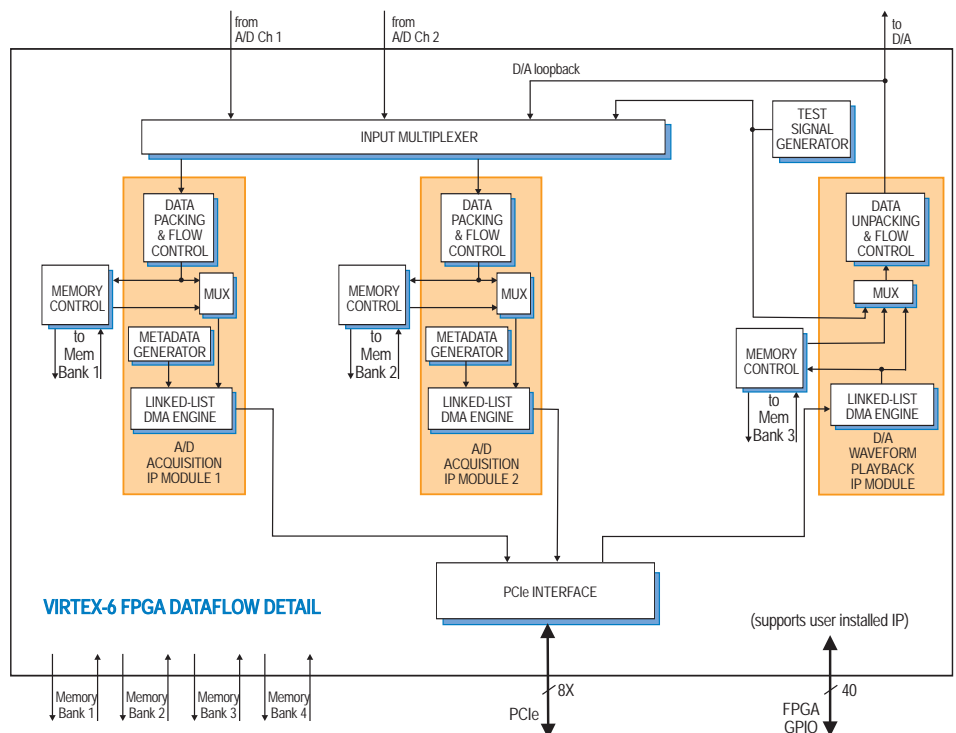 from
A/D Ch 1
from
A/D Ch 2
to
D/A
D/A loopback
INPUT MULTIPLEXER
TEST
SIGNAL
GENERATOR
DATA
PACKING
& FLOW
CONTROL
MEMORY
CONTROL
MUX
to
Mem
Bank 1
METADATA
GENERATOR
LINKED-LIST
DMA ENGINE
A/D
ACQUISITION
IP MODULE 1
DATA
PACKING
& FLOW
CONTROL
MEMORY
CONTROL
MUX
to
Mem
Bank 2
METADATA
GENERATOR
LINKED-LIST
DMA ENGINE
A/D
ACQUISITION
IP MODULE 2
DATA
UNPACKING
& FLOW
CONTROL
MUX
MEMORY
CONTROL
to
Mem
Bank 3
LINKED-LIST
DMA ENGINE
D/A
WAVEFORM
PLAYBACK
IP MODULE
PCIe INTERFACE
VIRTEX-6 FPGA DATAFLOW DETAIL
(supports user installed IP)
Memory
Bank 1
Memory
Bank 2
Memory
Bank 3
Memory
Bank 4
8X
PCIe
40
FPGA
GPIO